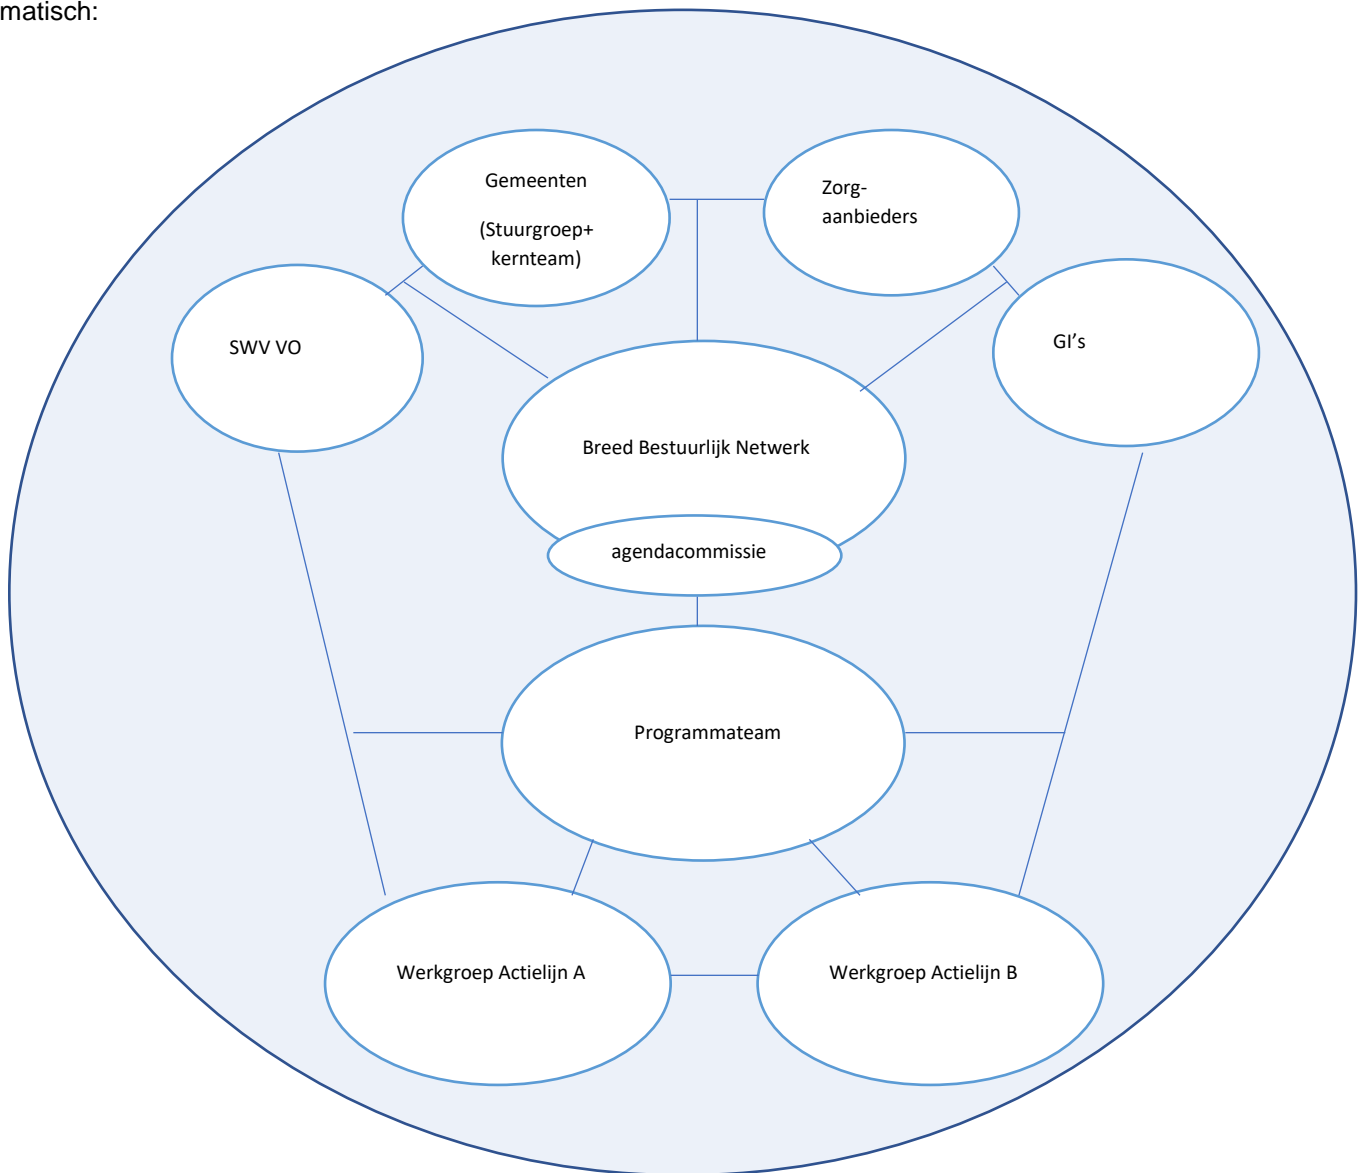 matisch:
Gemeenten
(Stuurgroep+
kernteam)
Zorg-
aanbieders
SWV VO
GI's
Breed Bestuurlijk Netwerk
agendacommissie
Programmateam
Werkgroep Actielijn A
Werkgroep Actielijn B